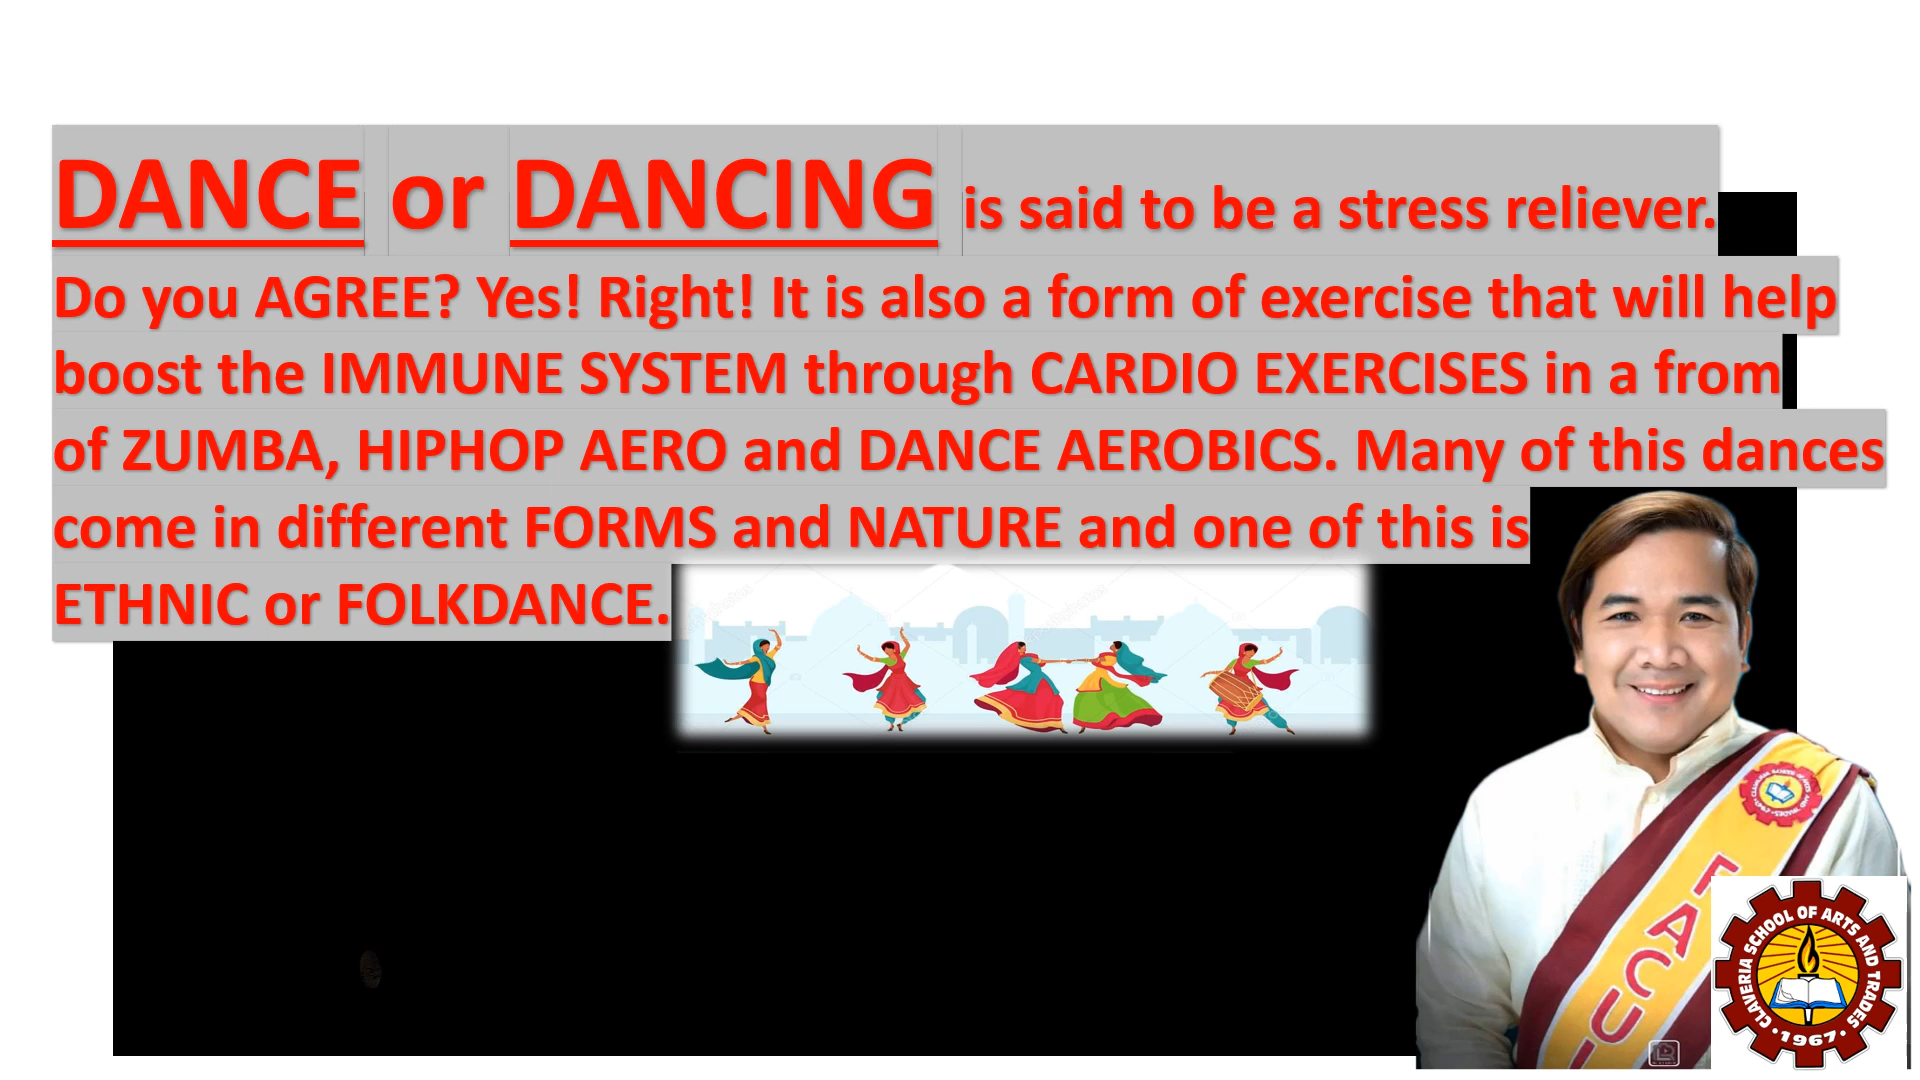 DANCE or DANCING is said to be a stress reliever.
Do you AGREE? Yes! Right! It is also a form of exercise that will help
boost the IMMUNE SYSTEM through CARDIO EXERCISES in a from
of ZUMBA, HIPHOP AERO and DANCE AEROBICS. Many of this dances
come in different FORMS and NATURE and one of this is
ETHNIC or FOLKDANCE.
FACU
CLAVERIA SCHOOL OF ARTS AND TRADES
• 1967 •